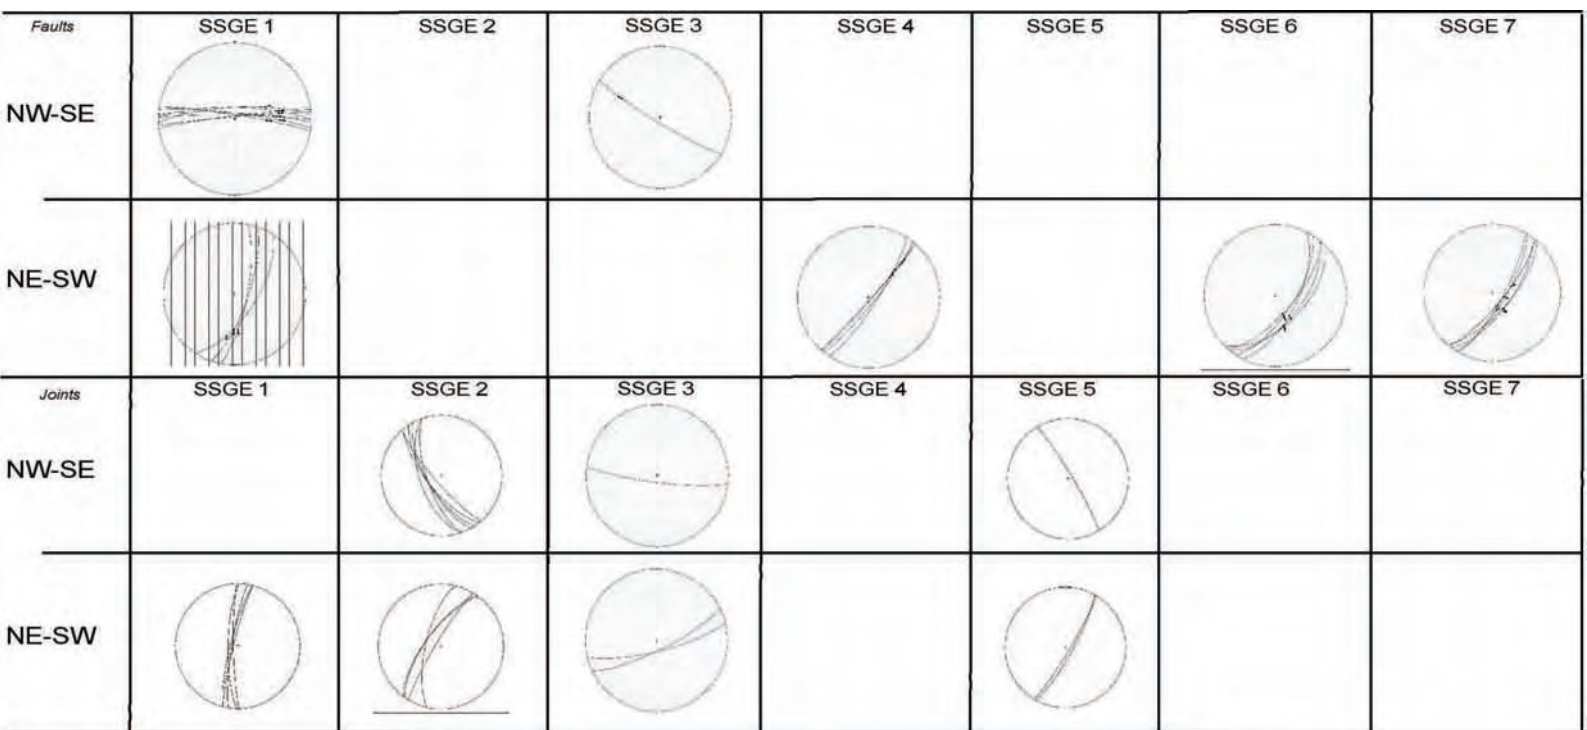 Faults SSGE 1 SSGE 2 SSGE 3 SSGE 4 SSGE 5 SSGE 6 SSGE 7
NW-SE
NE-SW
Joints SSGE 1 SSGE 2 SSGE 3 SSGE 4 SSGE 5 SSGE 6 SSGE 7
NW-SE
NE-SW